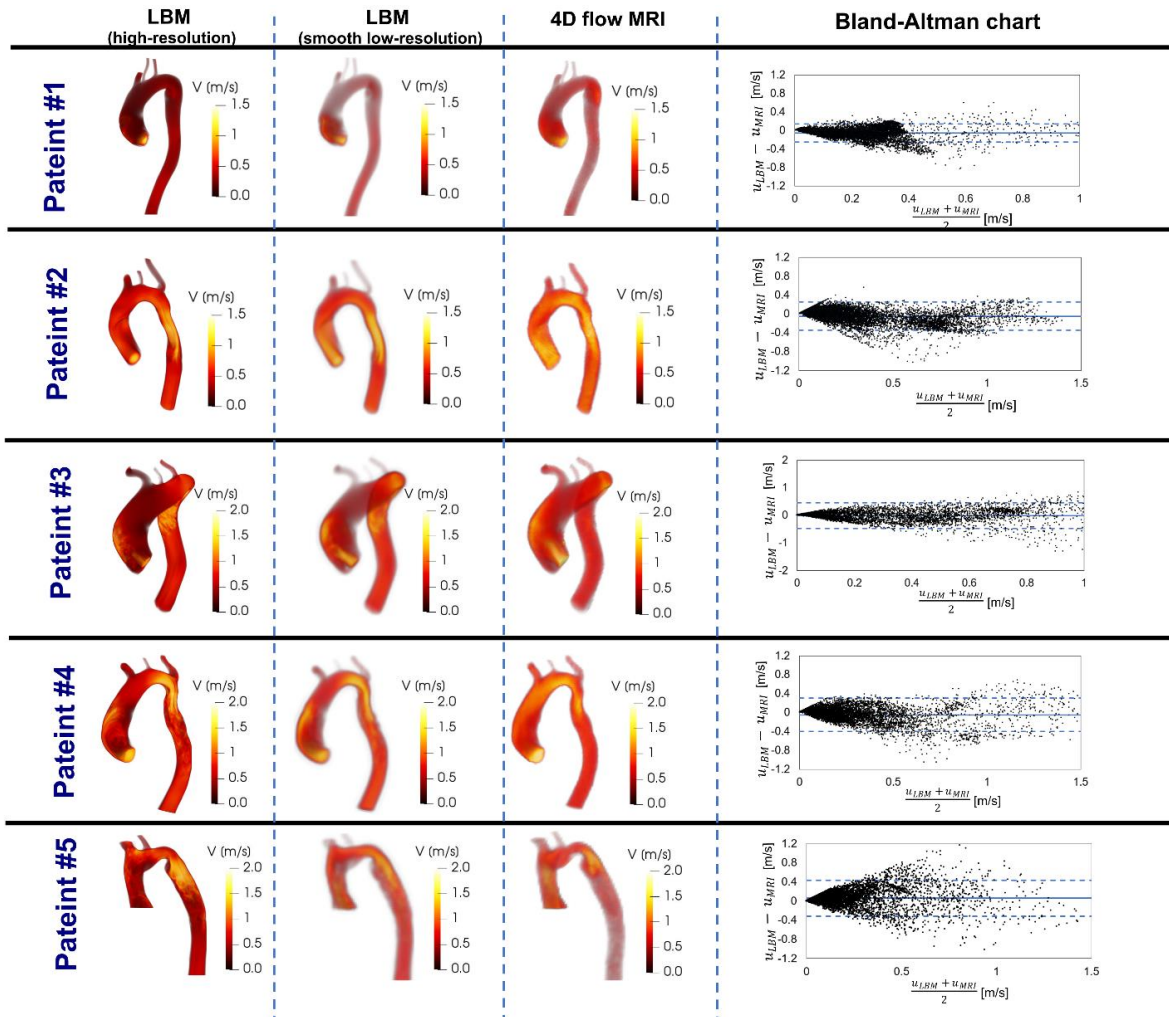 LBM
(high-resolution)
LBM
(smooth low-resolution)
4D flow MRI
Bland-Altman chart
Pateint #1
V (m/s)
1.5
1
0.5
0.0
V (m/s)
1.5
1
0.5
0.0
V (m/s)
1.5
1
0.5
0.0
u_LBM − u_MRI [m/s]
1.2
0.8
0.4
0
-0.4
-0.8
-1.2
0 0.2 0.4 0.6 0.8 1
u_LBM + u_MRI
2
[m/s]
Pateint #2
V (m/s)
1.5
1
0.5
0.0
V (m/s)
1.5
1
0.5
0.0
V (m/s)
1.5
1
0.5
0.0
u_LBM − u_MRI [m/s]
1.2
0.8
0.4
0
-0.4
-0.8
-1.2
0 0.5 1 1.5
u_LBM + u_MRI
2
[m/s]
Pateint #3
V (m/s)
2.0
1.5
1
0.5
0.0
V (m/s)
2.0
1.5
1
0.5
0.0
V (m/s)
2.0
1.5
1
0.5
0.0
u_LBM − u_MRI [m/s]
2
1
0
-1
-2
0 0.2 0.4 0.6 0.8 1
u_LBM + u_MRI
2
[m/s]
Pateint #4
V (m/s)
2.0
1.5
1
0.5
0.0
V (m/s)
2.0
1.5
1
0.5
0.0
V (m/s)
2.0
1.5
1
0.5
0.0
u_LBM − u_MRI [m/s]
1.2
0.8
0.4
0
-0.4
-0.8
-1.2
0 0.5 1 1.5
u_LBM + u_MRI
2
[m/s]
Pateint #5
V (m/s)
2.0
1.5
1
0.5
0.0
V (m/s)
2.0
1.5
1
0.5
0.0
V (m/s)
2.0
1.5
1
0.5
0.0
u_LBM − u_MRI [m/s]
1.2
0.8
0.4
0
-0.4
-0.8
-1.2
0 0.5 1 1.5
u_LBM + u_MRI
2
[m/s]